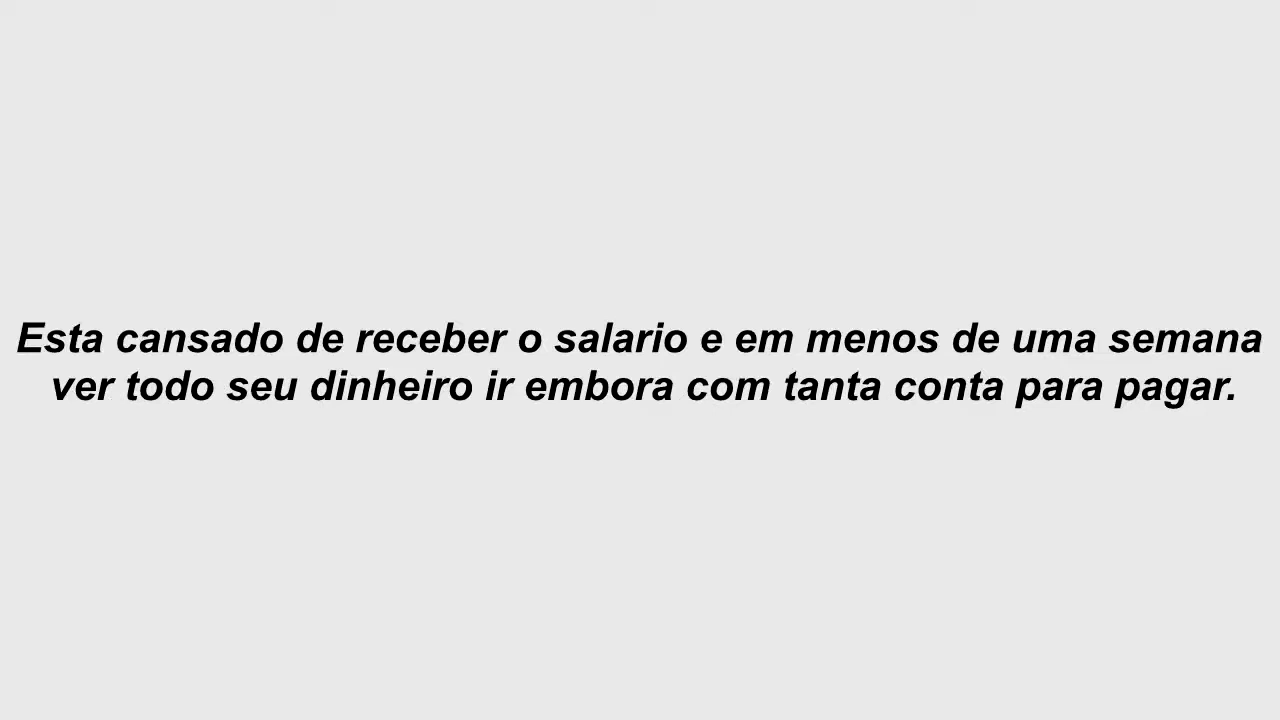 Esta cansado de receber o salario e em menos de uma semana
ver todo seu dinheiro ir embora com tanta conta para pagar.